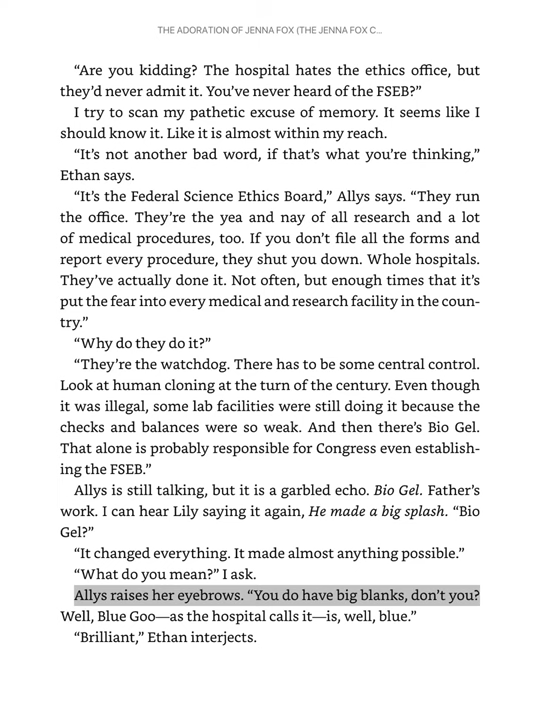 THE ADORATION OF JENNA FOX (THE JENNA FOX C...
“Are you kidding? The hospital hates the ethics office, but
they’d never admit it. You’ve never heard of the FSEB?”
I try to scan my pathetic excuse of memory. It seems like I
should know it. Like it is almost within my reach.
“It’s not another bad word, if that’s what you’re thinking,”
Ethan says.
“It’s the Federal Science Ethics Board,” Allys says. “They run
the office. They’re the yea and nay of all research and a lot
of medical procedures, too. If you don’t file all the forms and
report every procedure, they shut you down. Whole hospitals.
They’ve actually done it. Not often, but enough times that it’s
put the fear into every medical and research facility in the coun-
try.”
“Why do they do it?”
“They’re the watchdog. There has to be some central control.
Look at human cloning at the turn of the century. Even though
it was illegal, some lab facilities were still doing it because the
checks and balances were so weak. And then there’s Bio Gel.
That alone is probably responsible for Congress even establish-
ing the FSEB.”
Allys is still talking, but it is a garbled echo. Bio Gel. Father’s
work. I can hear Lily saying it again, He made a big splash. “Bio
Gel?”
“It changed everything. It made almost anything possible.”
“What do you mean?” I ask.
Allys raises her eyebrows. “You do have big blanks, don’t you?
Well, Blue Goo—as the hospital calls it—is, well, blue.”
“Brilliant,” Ethan interjects.